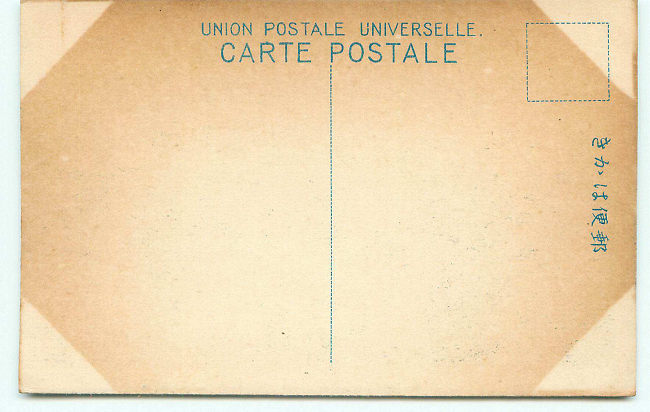 UNION POSTALE UNIVERSELLE.
CARTE POSTALE
きかは便郵